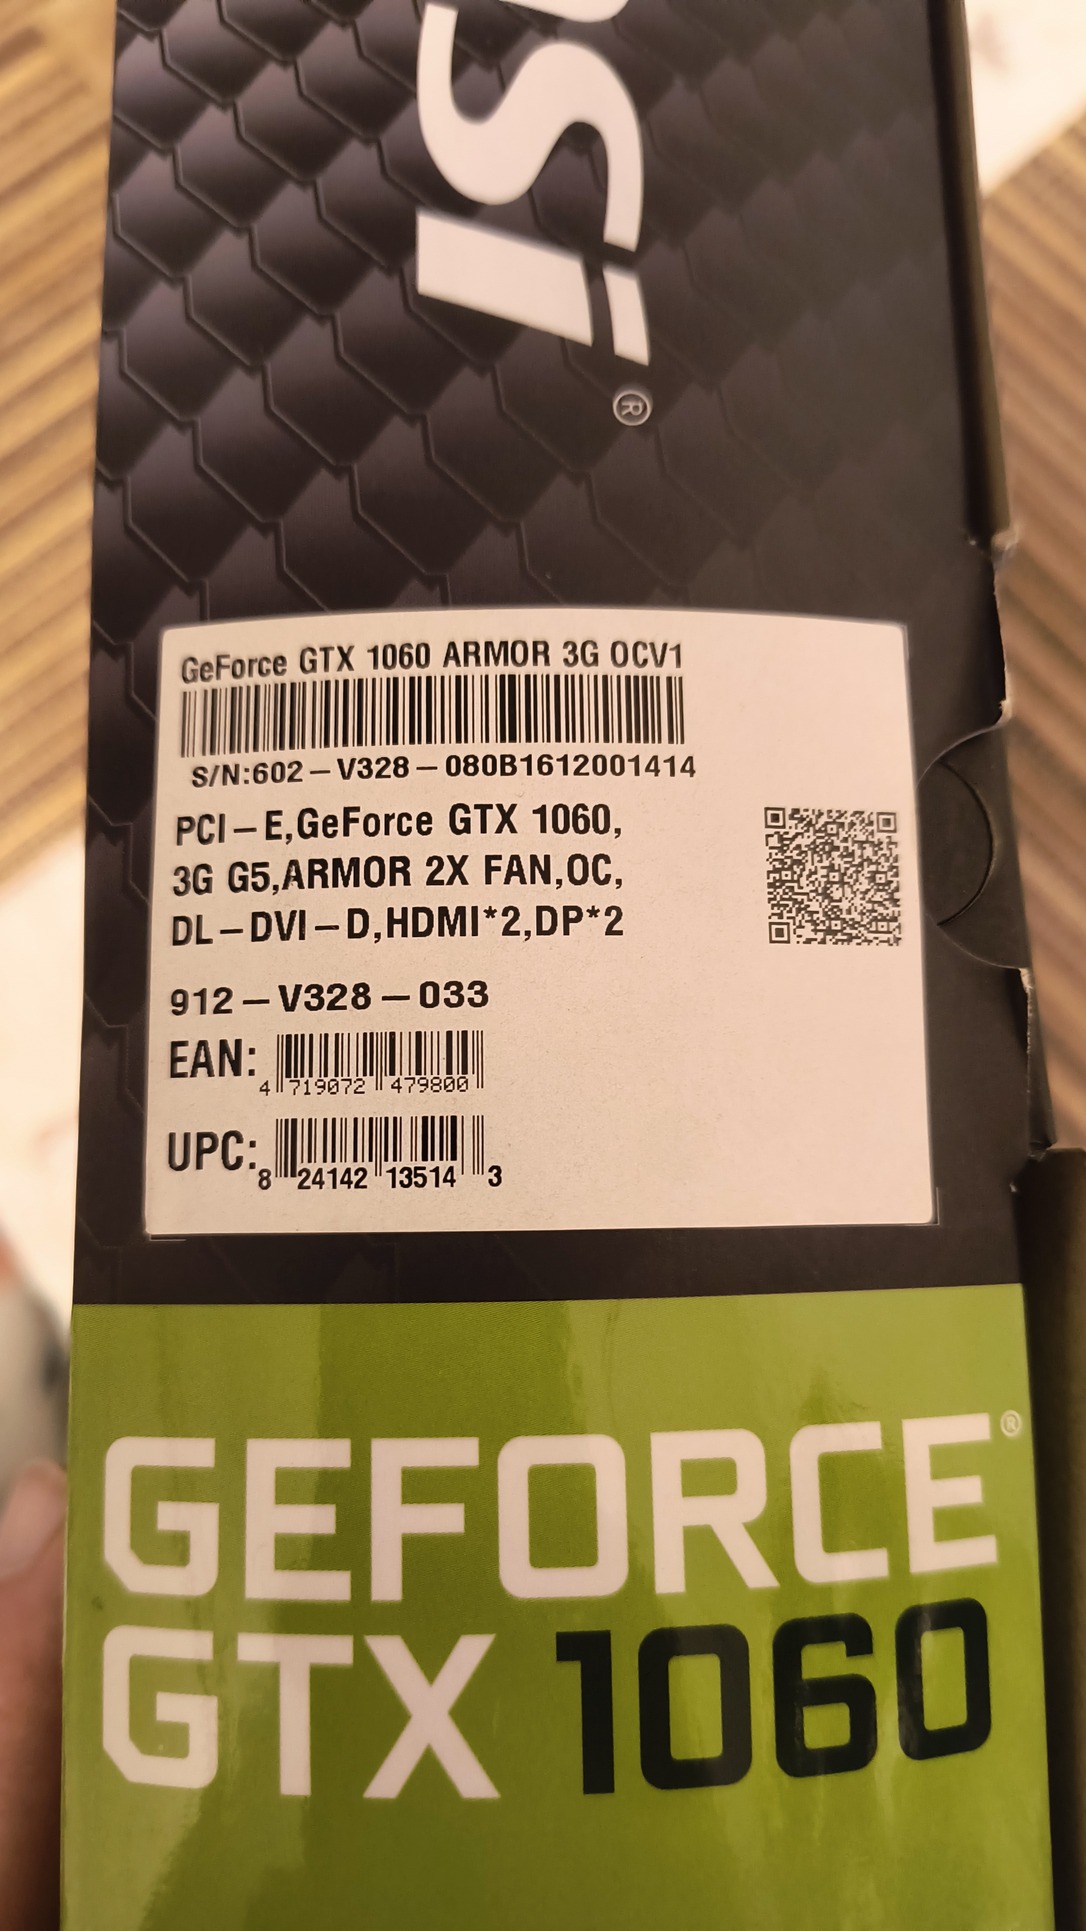 msi®
GeForce GTX 1060 ARMOR 3G OCV1
S/N:602-V328-080B1612001414
PCI-E,GeForce GTX 1060,
3G G5,ARMOR 2X FAN,OC,
DL-DVI-D,HDMI*2,DP*2
912-V328-033
EAN:
4 719072 479800
UPC:
8 24142 13514 3
GEFORCE®
GTX 1060